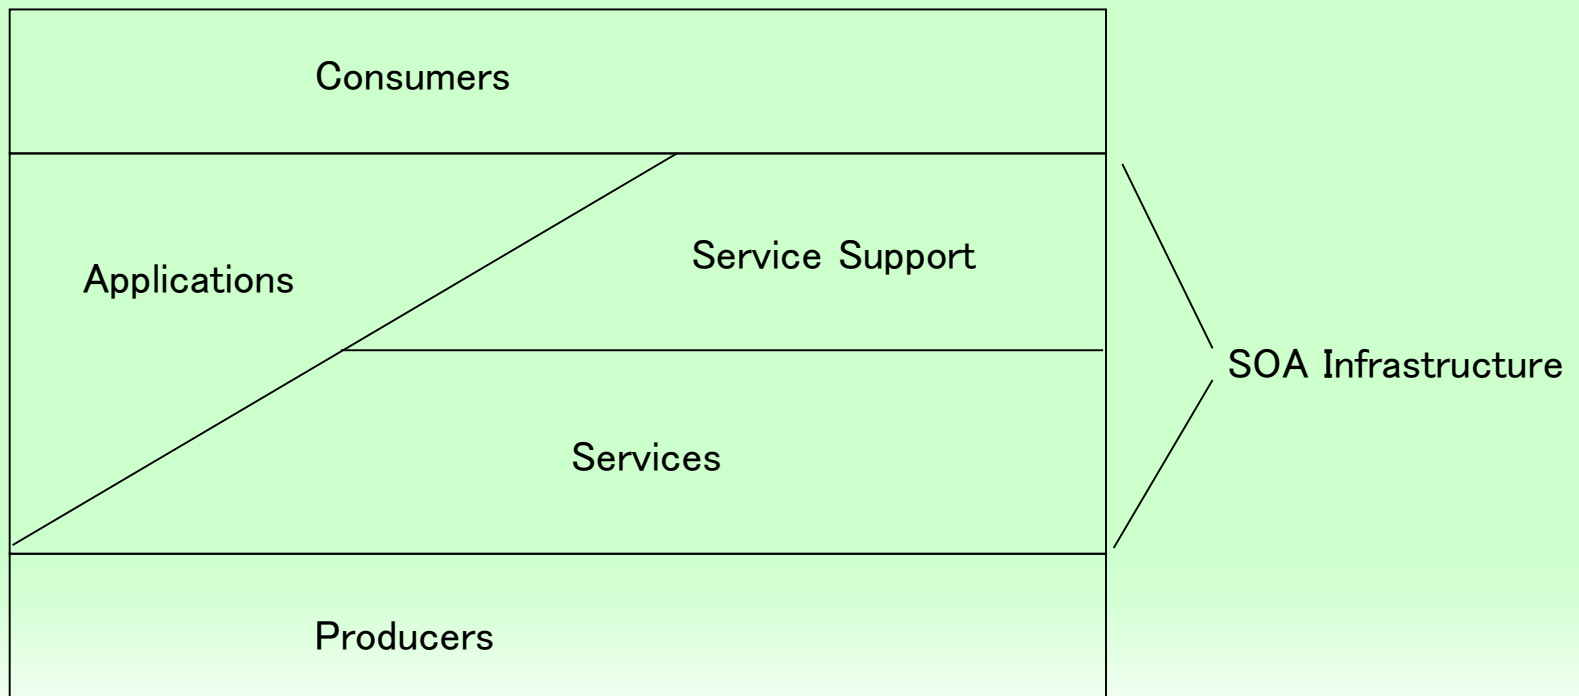 Consumers
Service Support
Applications
SOA Infrastructure
Services
Producers